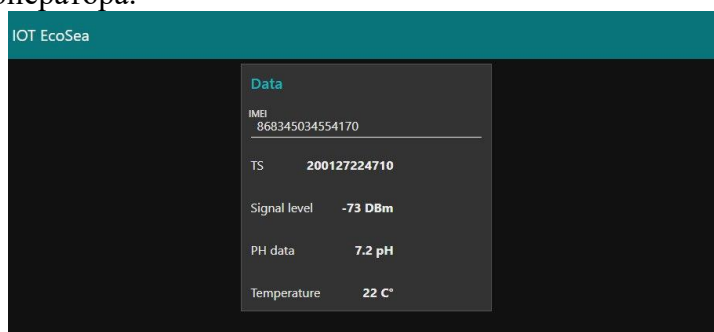 IOT EcoSea
Data
IMEI
868345034554170
TS 200127224710
Signal level -73 DBm
PH data 7.2 pH
Temperature 22 C°